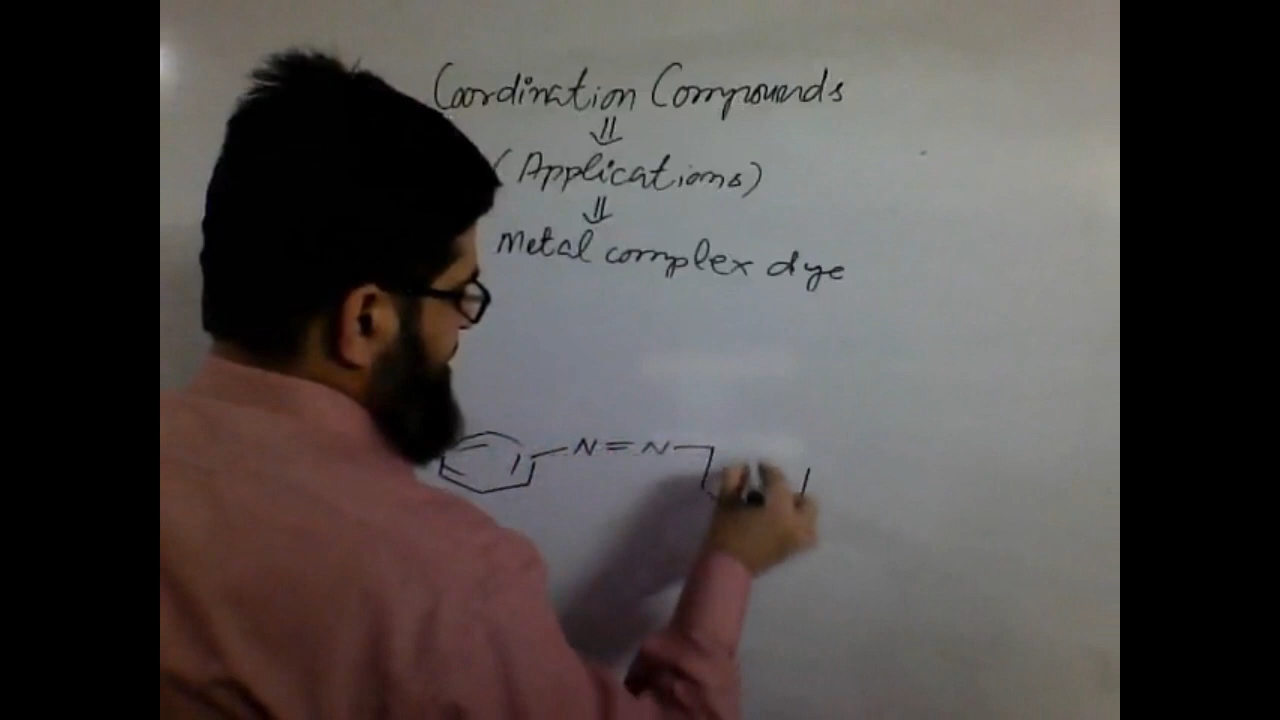 Coordination Compounds
⇓
(Applications)
⇓
Metal complex dye
N=N